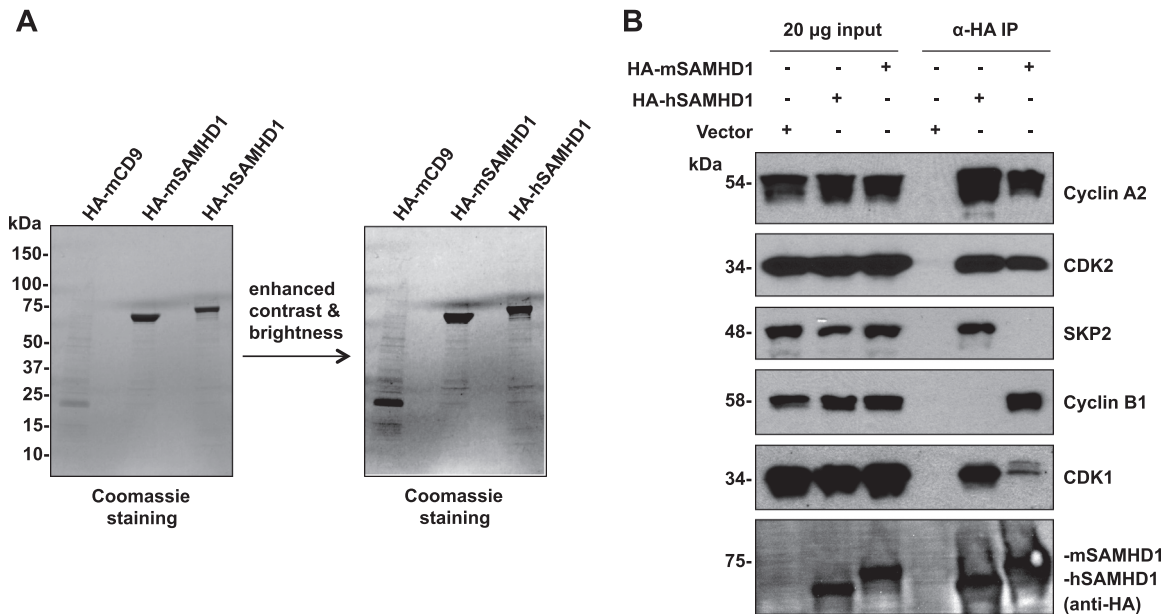 A
HA-mCD9
HA-mSAMHD1
HA-hSAMHD1
kDa
150-
100-
75-
50-
37-
25-
15-
10-
Coomassie
staining
enhanced
contrast &
brightness
HA-mCD9
HA-mSAMHD1
HA-hSAMHD1
Coomassie
staining
B
20 µg input α-HA IP
HA-mSAMHD1 - - + - - +
HA-hSAMHD1 - + - - + -
Vector + - - + - -
kDa
54- Cyclin A2
34- CDK2
48- SKP2
58- Cyclin B1
34- CDK1
75-
-mSAMHD1
-hSAMHD1
(anti-HA)